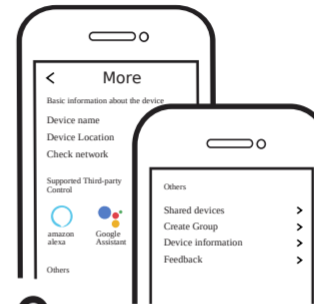 More
Basic information about the device
Device name
Device Location
Check network
Supported Third-party
Control
amazon
alexa
Google
Assistant
Others
Others
Shared devices
Create Group
Device information
Feedback